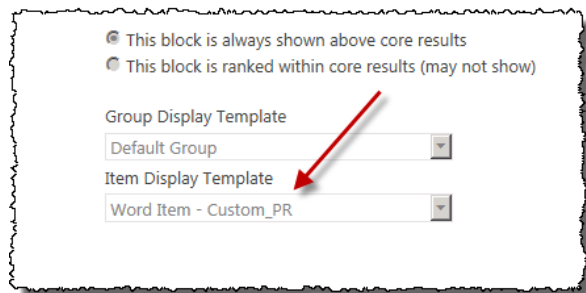 This block is always shown above core results
This block is ranked within core results (may not show)
Group Display Template
Default Group
Item Display Template
Word Item - Custom_PR